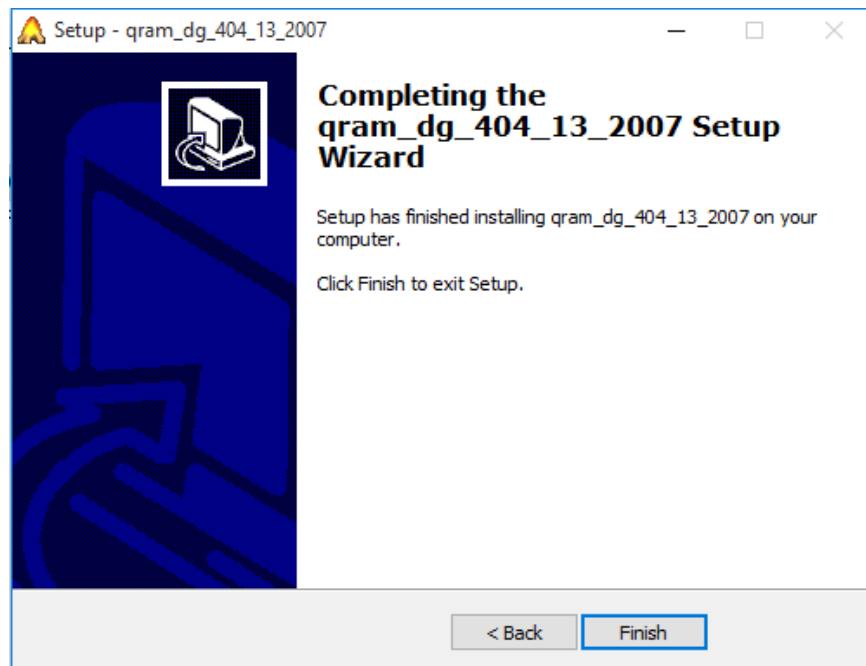 Setup - qram_dg_404_13_2007
Completing the
qram_dg_404_13_2007 Setup
Wizard
Setup has finished installing qram_dg_404_13_2007 on your
computer.
Click Finish to exit Setup.
< Back
Finish